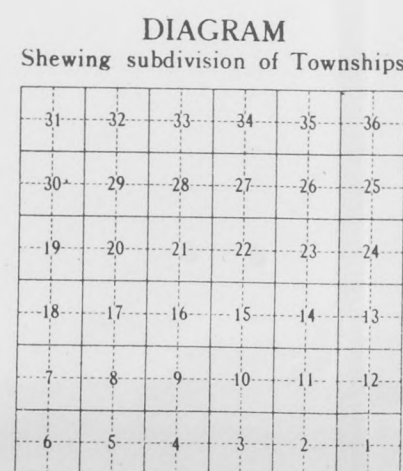 DIAGRAM
Shewing subdivision of Townships
31 32 33 34 35 36
30 29 28 27 26 25
19 20 21 22 23 24
18 17 16 15 14 13
7 8 9 10 11 12
6 5 4 3 2 1